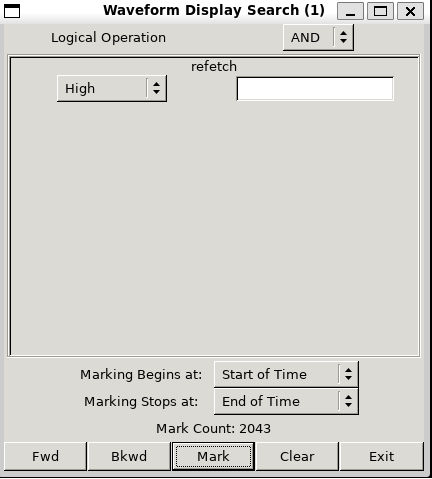 Waveform Display Search (1)
Logical Operation AND
refetch
High
Marking Begins at: Start of Time
Marking Stops at: End of Time
Mark Count: 2043
Fwd Bkwd Mark Clear Exit